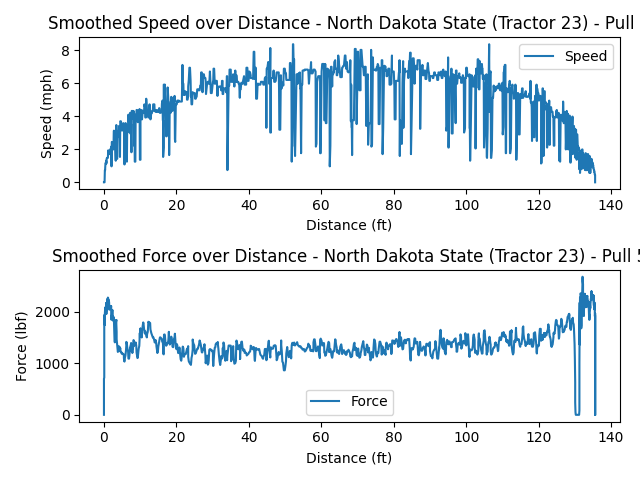 Smoothed Speed over Distance - North Dakota State (Tractor 23) - Pull
8
6
4
2
0
Speed (mph)
Speed
0 20 40 60 80 100 120 140
Distance (ft)
Smoothed Force over Distance - North Dakota State (Tractor 23) - Pull
2000
1000
0
Force (lbf)
Force
0 20 40 60 80 100 120 140
Distance (ft)